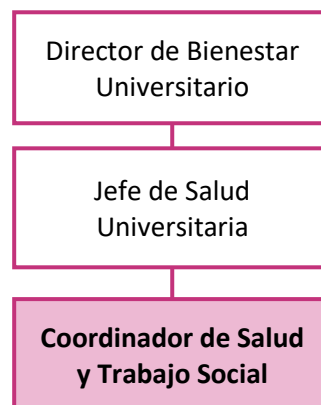 Director de Bienestar
Universitario
Jefe de Salud
Universitaria
Coordinador de Salud
y Trabajo Social